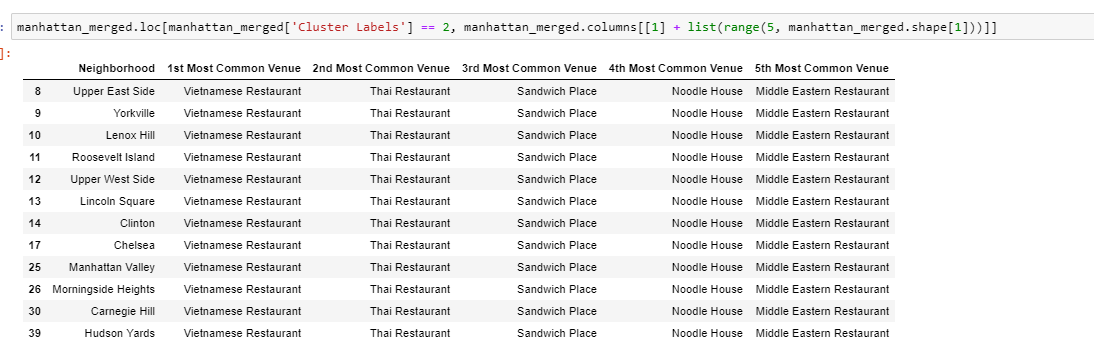 : manhattan_merged.loc[manhattan_merged['Cluster Labels'] == 2, manhattan_merged.columns[[1] + list(range(5, manhattan_merged.shape[1]))]]
]:
Neighborhood 1st Most Common Venue 2nd Most Common Venue 3rd Most Common Venue 4th Most Common Venue 5th Most Common Venue
8 Upper East Side Vietnamese Restaurant Thai Restaurant Sandwich Place Noodle House Middle Eastern Restaurant
9 Yorkville Vietnamese Restaurant Thai Restaurant Sandwich Place Noodle House Middle Eastern Restaurant
10 Lenox Hill Vietnamese Restaurant Thai Restaurant Sandwich Place Noodle House Middle Eastern Restaurant
11 Roosevelt Island Vietnamese Restaurant Thai Restaurant Sandwich Place Noodle House Middle Eastern Restaurant
12 Upper West Side Vietnamese Restaurant Thai Restaurant Sandwich Place Noodle House Middle Eastern Restaurant
13 Lincoln Square Vietnamese Restaurant Thai Restaurant Sandwich Place Noodle House Middle Eastern Restaurant
14 Clinton Vietnamese Restaurant Thai Restaurant Sandwich Place Noodle House Middle Eastern Restaurant
17 Chelsea Vietnamese Restaurant Thai Restaurant Sandwich Place Noodle House Middle Eastern Restaurant
25 Manhattan Valley Vietnamese Restaurant Thai Restaurant Sandwich Place Noodle House Middle Eastern Restaurant
26 Morningside Heights Vietnamese Restaurant Thai Restaurant Sandwich Place Noodle House Middle Eastern Restaurant
30 Carnegie Hill Vietnamese Restaurant Thai Restaurant Sandwich Place Noodle House Middle Eastern Restaurant
39 Hudson Yards Vietnamese Restaurant Thai Restaurant Sandwich Place Noodle House Middle Eastern Restaurant